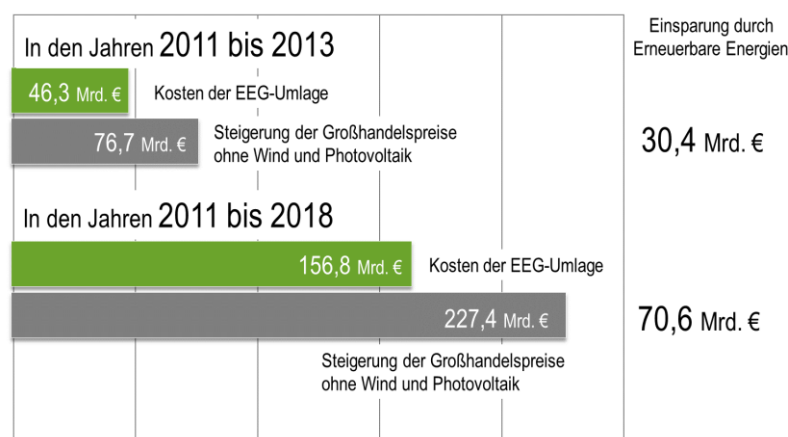 Einsparung durch
Erneuerbare Energien
In den Jahren 2011 bis 2013
46,3 Mrd. €
Kosten der EEG-Umlage
76,7 Mrd. €
Steigerung der Großhandelspreise
ohne Wind und Photovoltaik
30,4 Mrd. €
In den Jahren 2011 bis 2018
156,8 Mrd. €
Kosten der EEG-Umlage
227,4 Mrd. €
70,6 Mrd. €
Steigerung der Großhandelspreise
ohne Wind und Photovoltaik